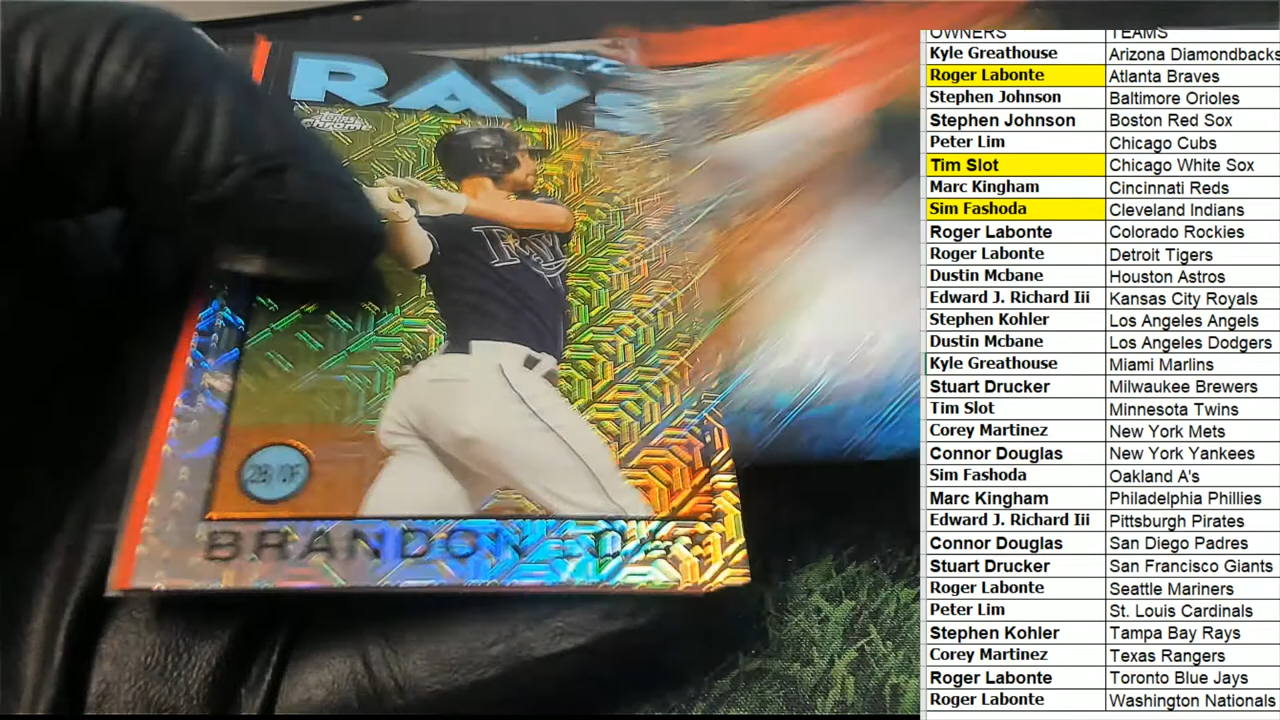 RAYS
Topps
Chrome
Rays
2B/OF
BRANDON
OWNERS TEAMS
Kyle Greathouse Arizona Diamondbacks
Roger Labonte Atlanta Braves
Stephen Johnson Baltimore Orioles
Stephen Johnson Boston Red Sox
Peter Lim Chicago Cubs
Tim Slot Chicago White Sox
Marc Kingham Cincinnati Reds
Sim Fashoda Cleveland Indians
Roger Labonte Colorado Rockies
Roger Labonte Detroit Tigers
Dustin Mcbane Houston Astros
Edward J. Richard Iii Kansas City Royals
Stephen Kohler Los Angeles Angels
Dustin Mcbane Los Angeles Dodgers
Kyle Greathouse Miami Marlins
Stuart Drucker Milwaukee Brewers
Tim Slot Minnesota Twins
Corey Martinez New York Mets
Connor Douglas New York Yankees
Sim Fashoda Oakland A's
Marc Kingham Philadelphia Phillies
Edward J. Richard Iii Pittsburgh Pirates
Connor Douglas San Diego Padres
Stuart Drucker San Francisco Giants
Roger Labonte Seattle Mariners
Peter Lim St. Louis Cardinals
Stephen Kohler Tampa Bay Rays
Corey Martinez Texas Rangers
Roger Labonte Toronto Blue Jays
Roger Labonte Washington Nationals